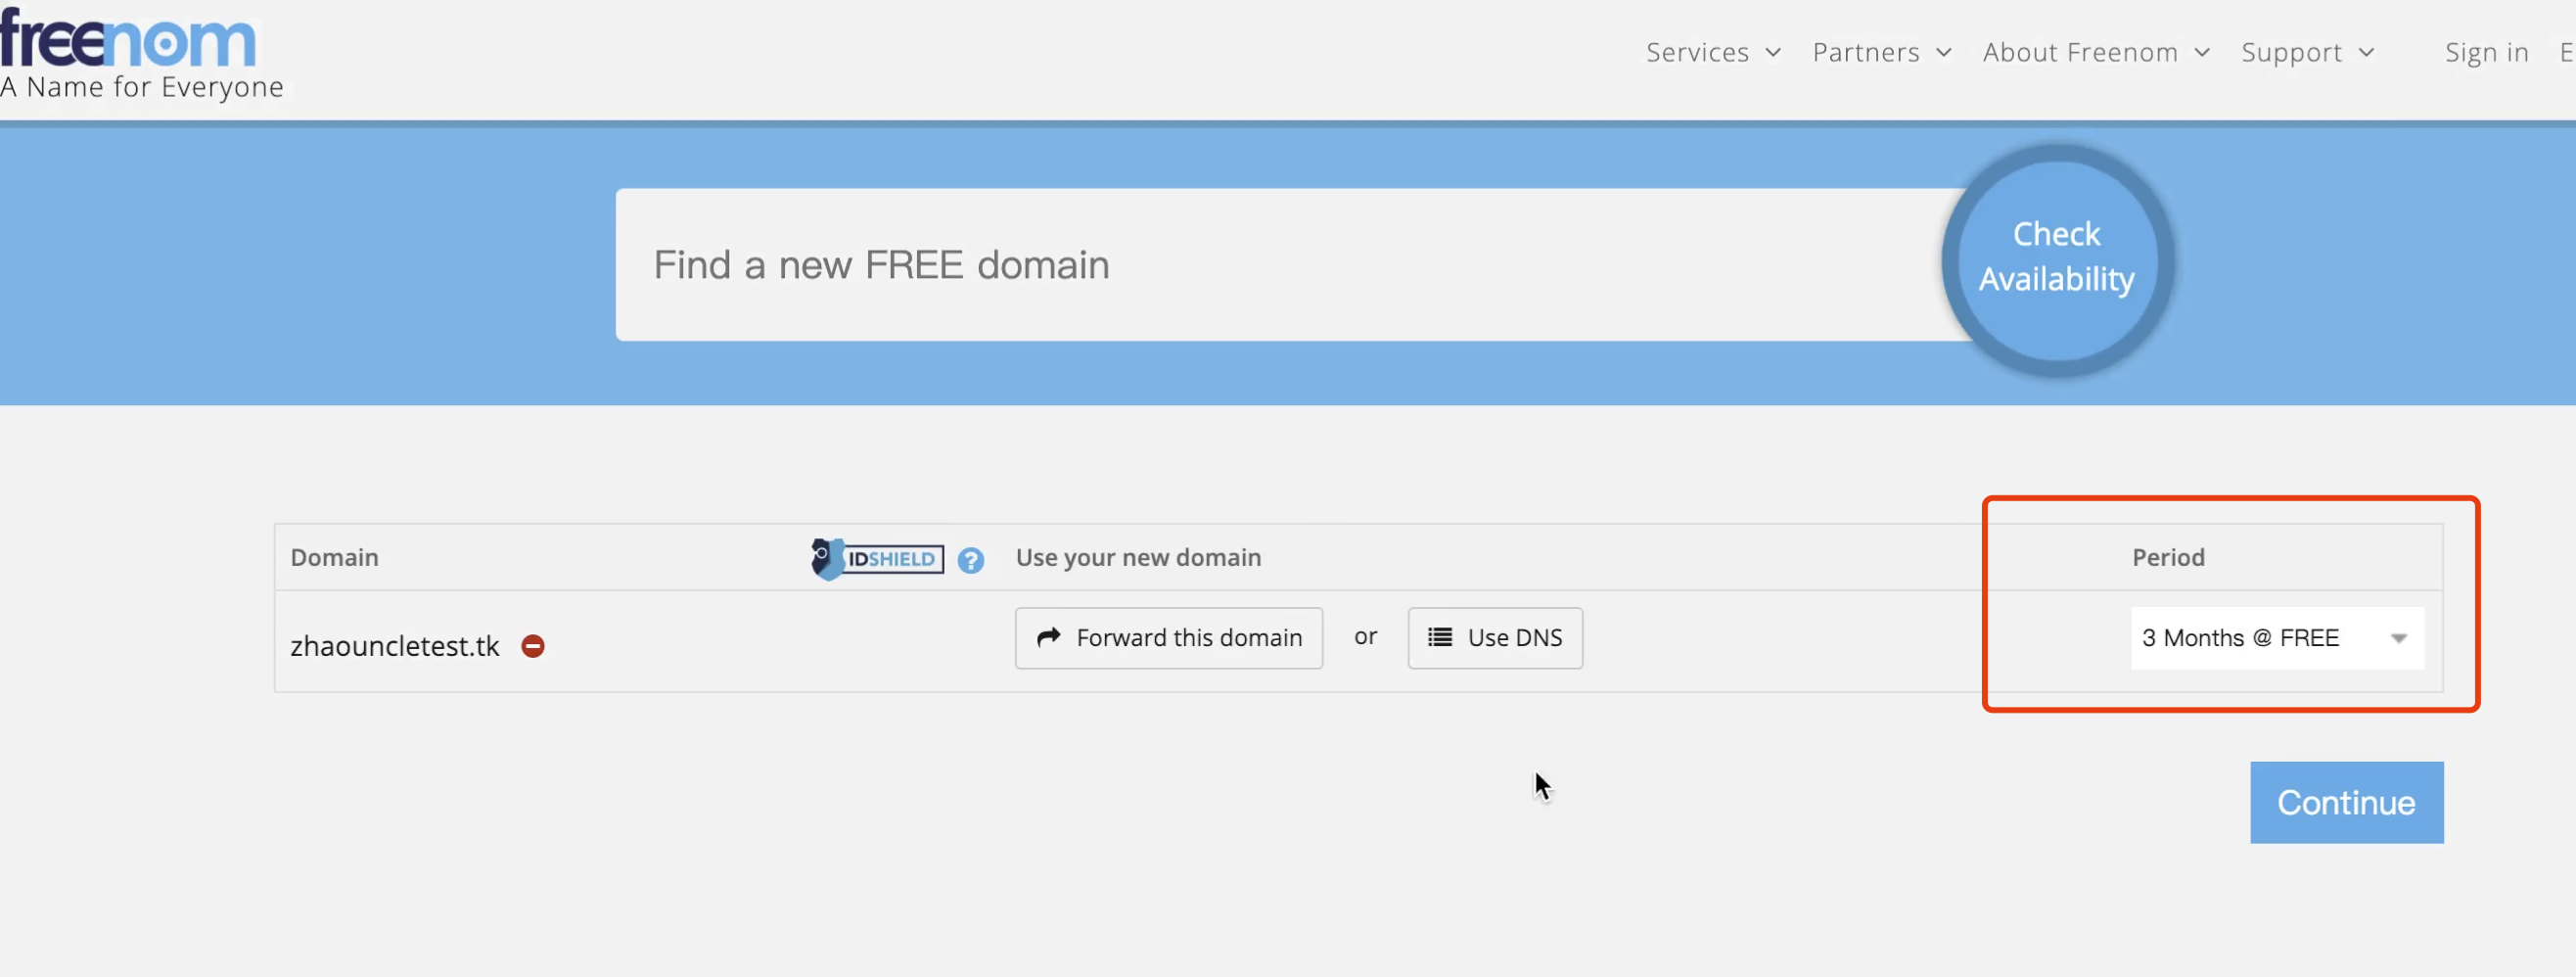 freenom
A Name for Everyone
Services Partners About Freenom Support Sign in E
Find a new FREE domain
Check
Availability
Domain IDSHIELD ? Use your new domain Period
zhaouncletest.tk Forward this domain or Use DNS 3 Months @ FREE
Continue